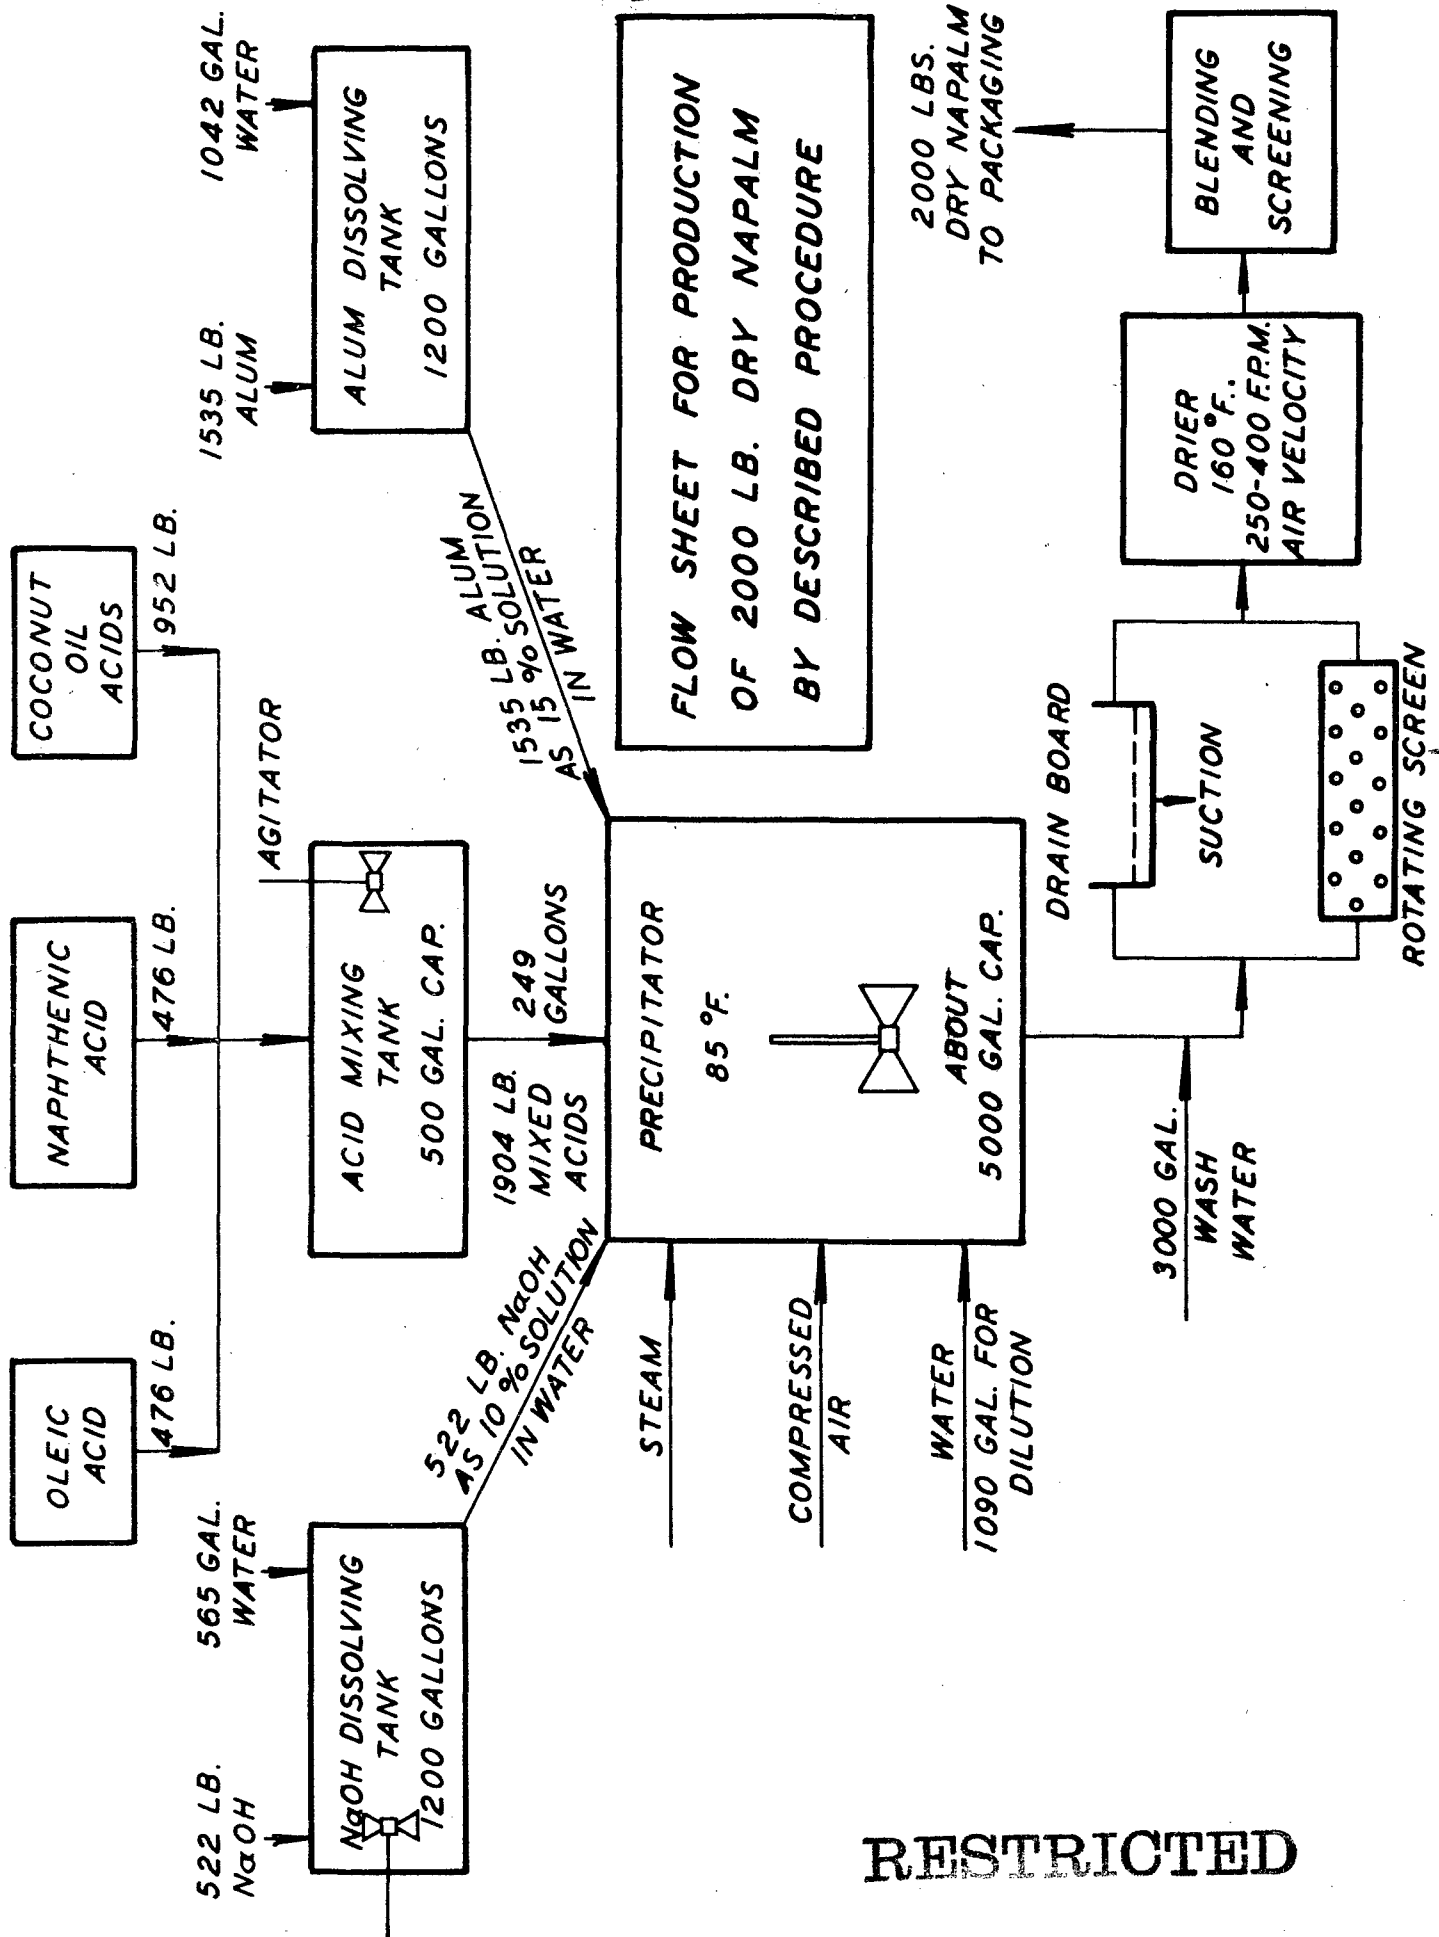 OLEIC
ACID
476 LB.
NAPHTHENIC
ACID
476 LB.
COCONUT
OIL
ACIDS
952 LB.
522 LB.
NaOH
565 GAL.
WATER
NaOH DISSOLVING
TANK
1200 GALLONS
AGITATOR
ACID MIXING
TANK
500 GAL. CAP.
1535 LB.
ALUM
1042 GAL.
WATER
ALUM DISSOLVING
TANK
1200 GALLONS
522 LB. NaOH
AS 10 % SOLUTION
IN WATER
1904 LB.
MIXED
ACIDS
249
GALLONS
1535 LB. ALUM
AS 15 % SOLUTION
IN WATER
PRECIPITATOR
85 °F.
ABOUT
5000 GAL. CAP.
STEAM
COMPRESSED
AIR
WATER
1090 GAL. FOR
DILUTION
FLOW SHEET FOR PRODUCTION
OF 2000 LB. DRY NAPALM
BY DESCRIBED PROCEDURE
3000 GAL.
WASH
WATER
DRAIN BOARD
SUCTION
ROTATING SCREEN
DRIER
160 °F..
250-400 F.P.M.
AIR VELOCITY
BLENDING
AND
SCREENING
2000 LBS.
DRY NAPALM
TO PACKAGING
RESTRICTED